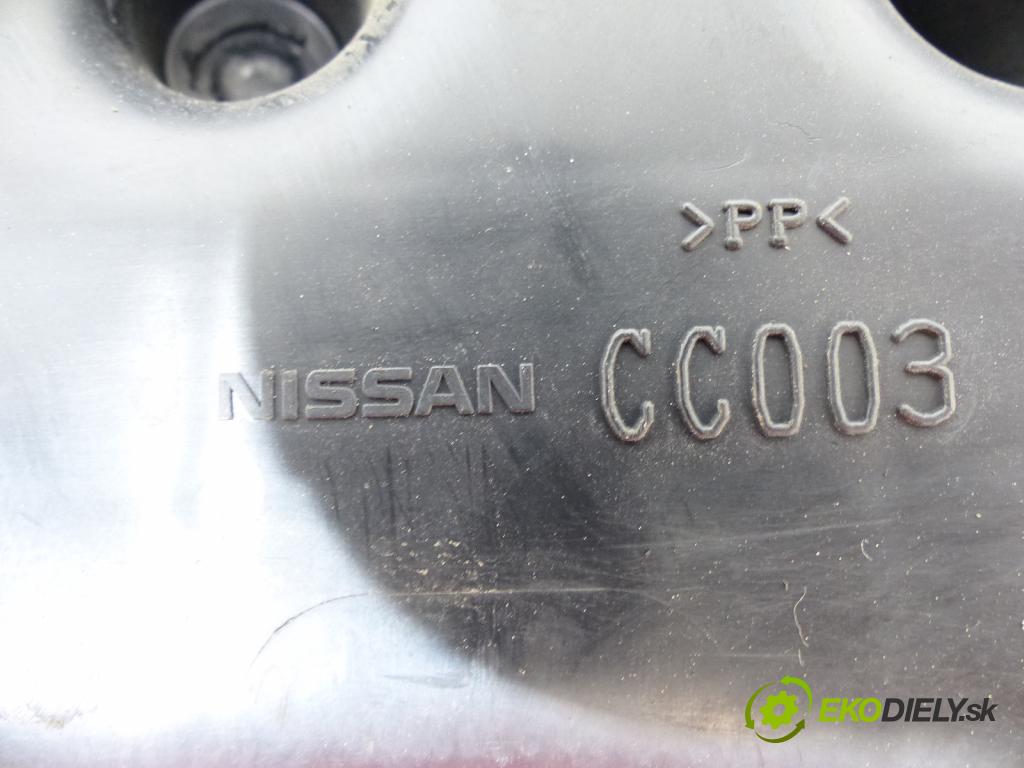 >PP<
NISSAN CC003
EKODIELY.sk